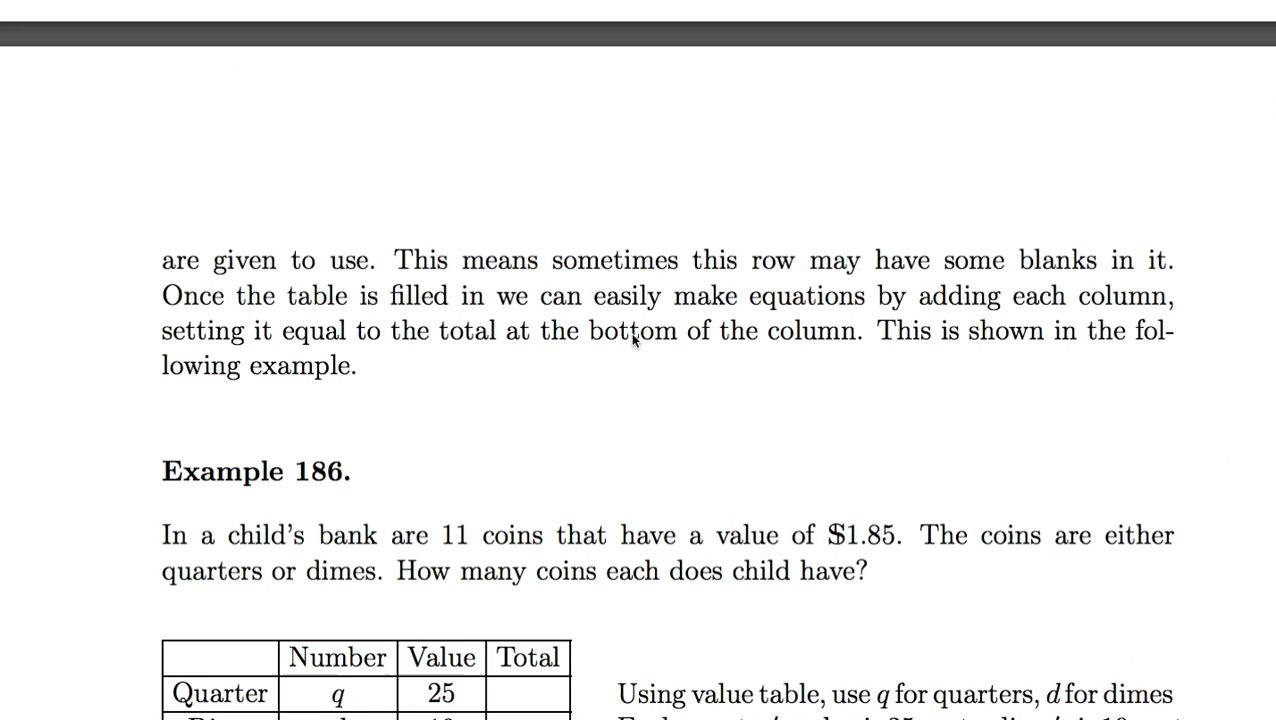 are given to use. This means sometimes this row may have some blanks in it.
Once the table is filled in we can easily make equations by adding each column,
setting it equal to the total at the bottom of the column. This is shown in the fol-
lowing example.
Example 186.
In a child's bank are 11 coins that have a value of $1.85. The coins are either
quarters or dimes. How many coins each does child have?
Number Value Total
Quarter q 25
Using value table, use q for quarters, d for dimes